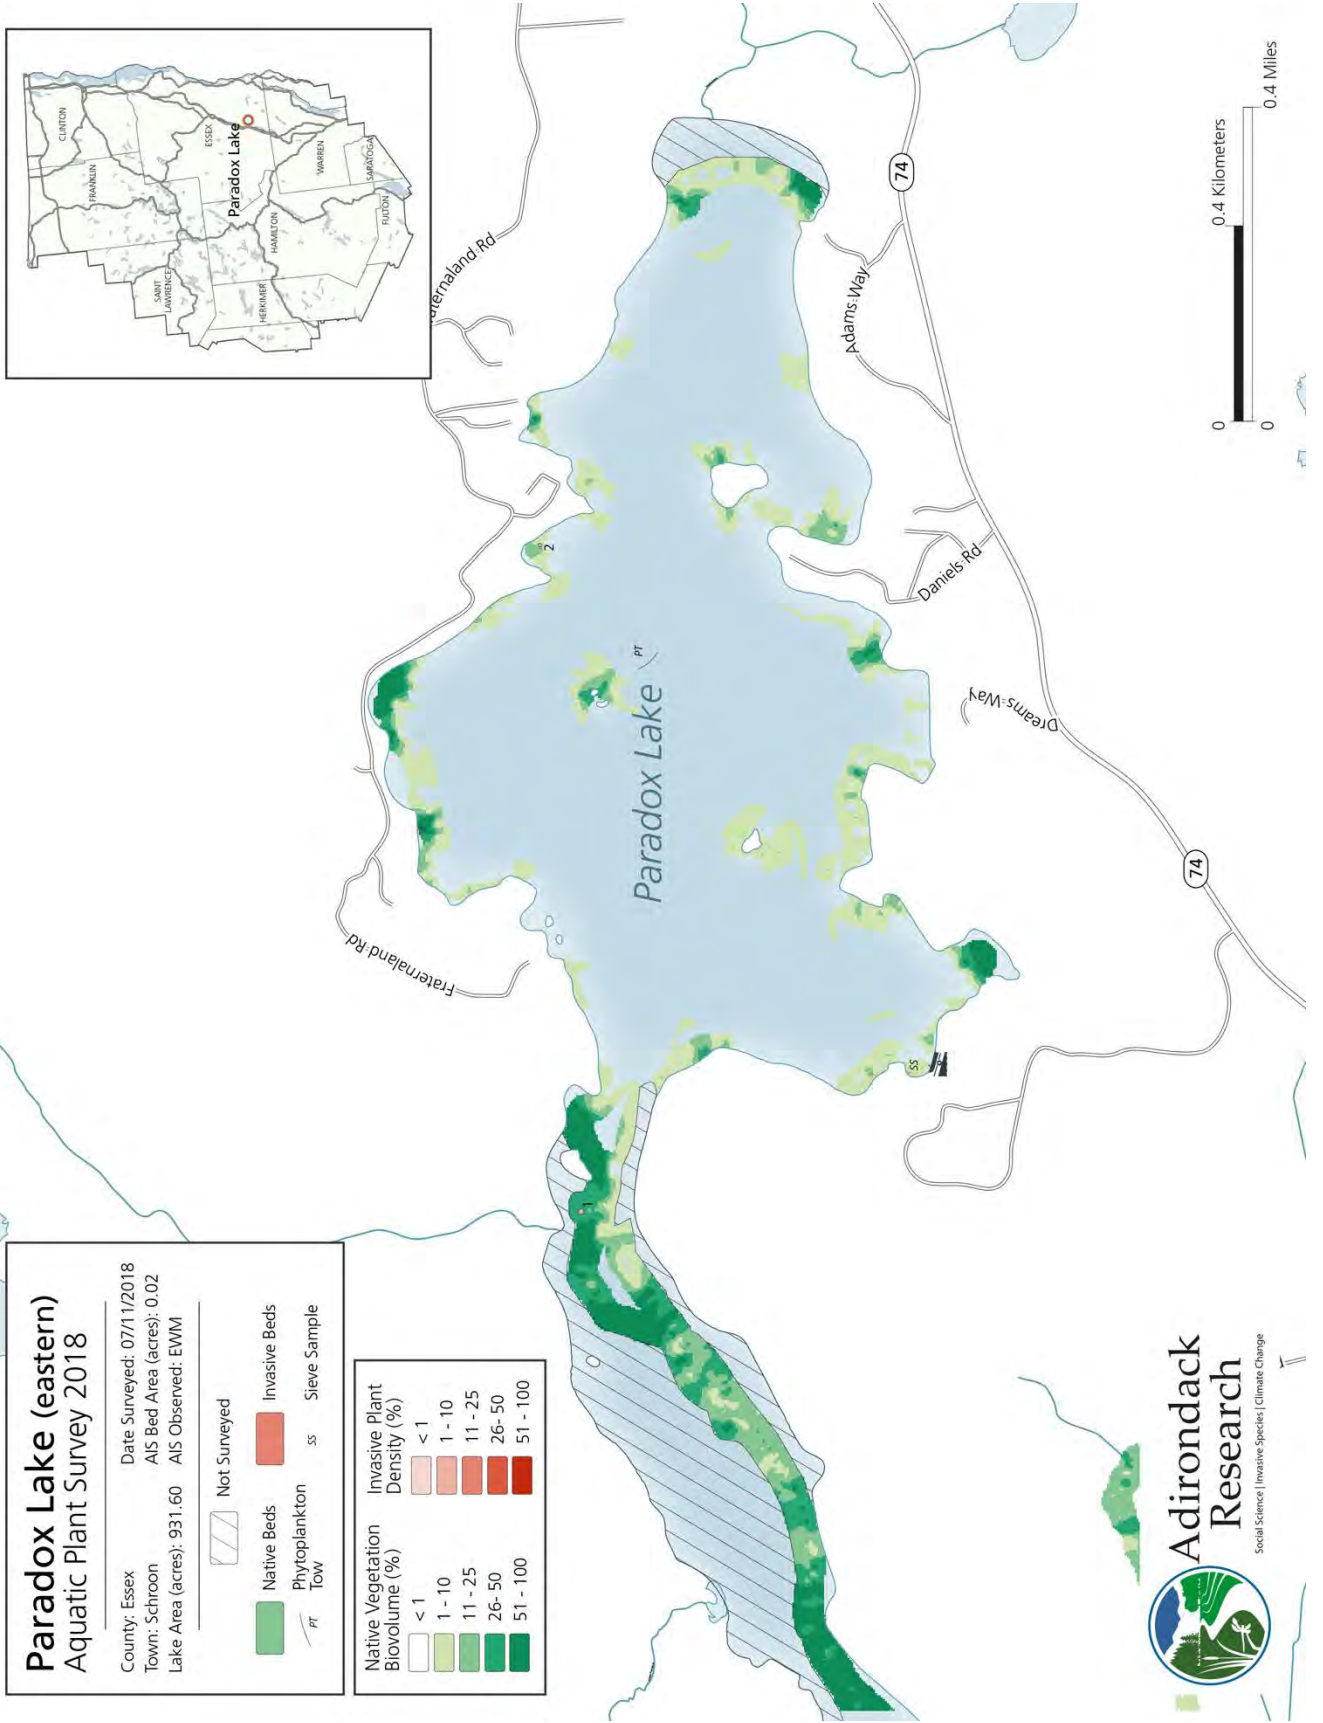 Paradox Lake (eastern)
Aquatic Plant Survey 2018
County: Essex
Date Surveyed: 07/11/2018
Town: Schroon
AIS Bed Area (acres): 0.02
Lake Area (acres): 931.60
AIS Observed: EWM
Not Surveyed
Native Beds
Invasive Beds
PT
Phytoplankton
Tow
SS
Sieve Sample
Native Vegetation
Biovolume (%)
< 1
1 - 10
11 - 25
26- 50
51 - 100
Invasive Plant
Density (%)
< 1
1 - 10
11 - 25
26- 50
51 - 100
CLINTON
FRANKLIN
SAINT
LAWRENCE
ESSEX
Paradox Lake
HAMILTON
HERKIMER
WARREN
SARATOGA
FULTON
Fraternaland Rd
aternaland Rd
1
2
Paradox Lake
PT
SS
Dreams Way
Daniels Rd
Adams Way
74
74
0
0.4 Kilometers
0
0.4 Miles
Adirondack
Research
Social Science | Invasive Species | Climate Change